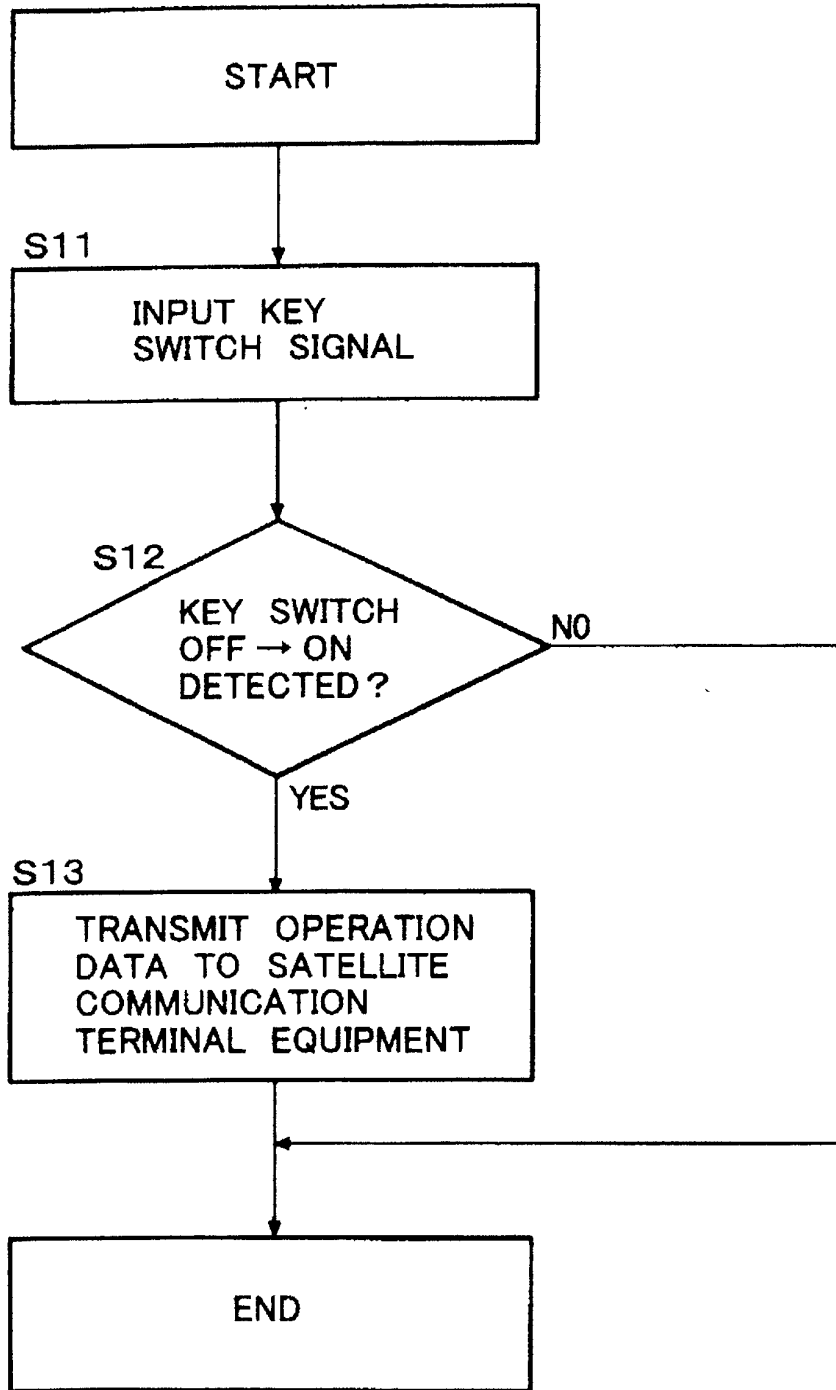 START
S11
INPUT KEY
SWITCH SIGNAL
S12
KEY SWITCH
OFF → ON
DETECTED?
NO
YES
S13
TRANSMIT OPERATION
DATA TO SATELLITE
COMMUNICATION
TERMINAL EQUIPMENT
END